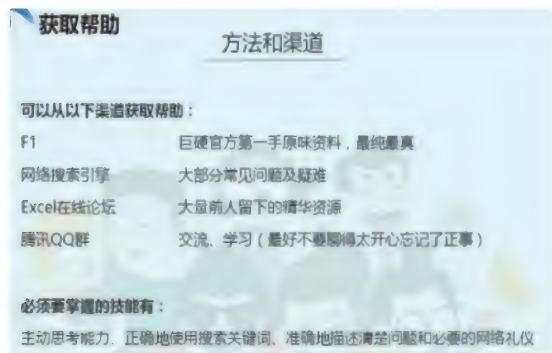 获取帮助
方法和渠道
可以从以下渠道获取帮助：
F1 巨硬官方第一手原味资料，最纯最真
网络搜索引擎 大部分常见问题及疑难
Excel在线论坛 大量前人留下的精华资源
腾讯QQ群 交流、学习（最好不要聊得太开心忘记了正事）
必须要掌握的技能有：
主动思考能力、正确地使用搜索关键词、准确地描述清楚问题和必要的网络礼仪